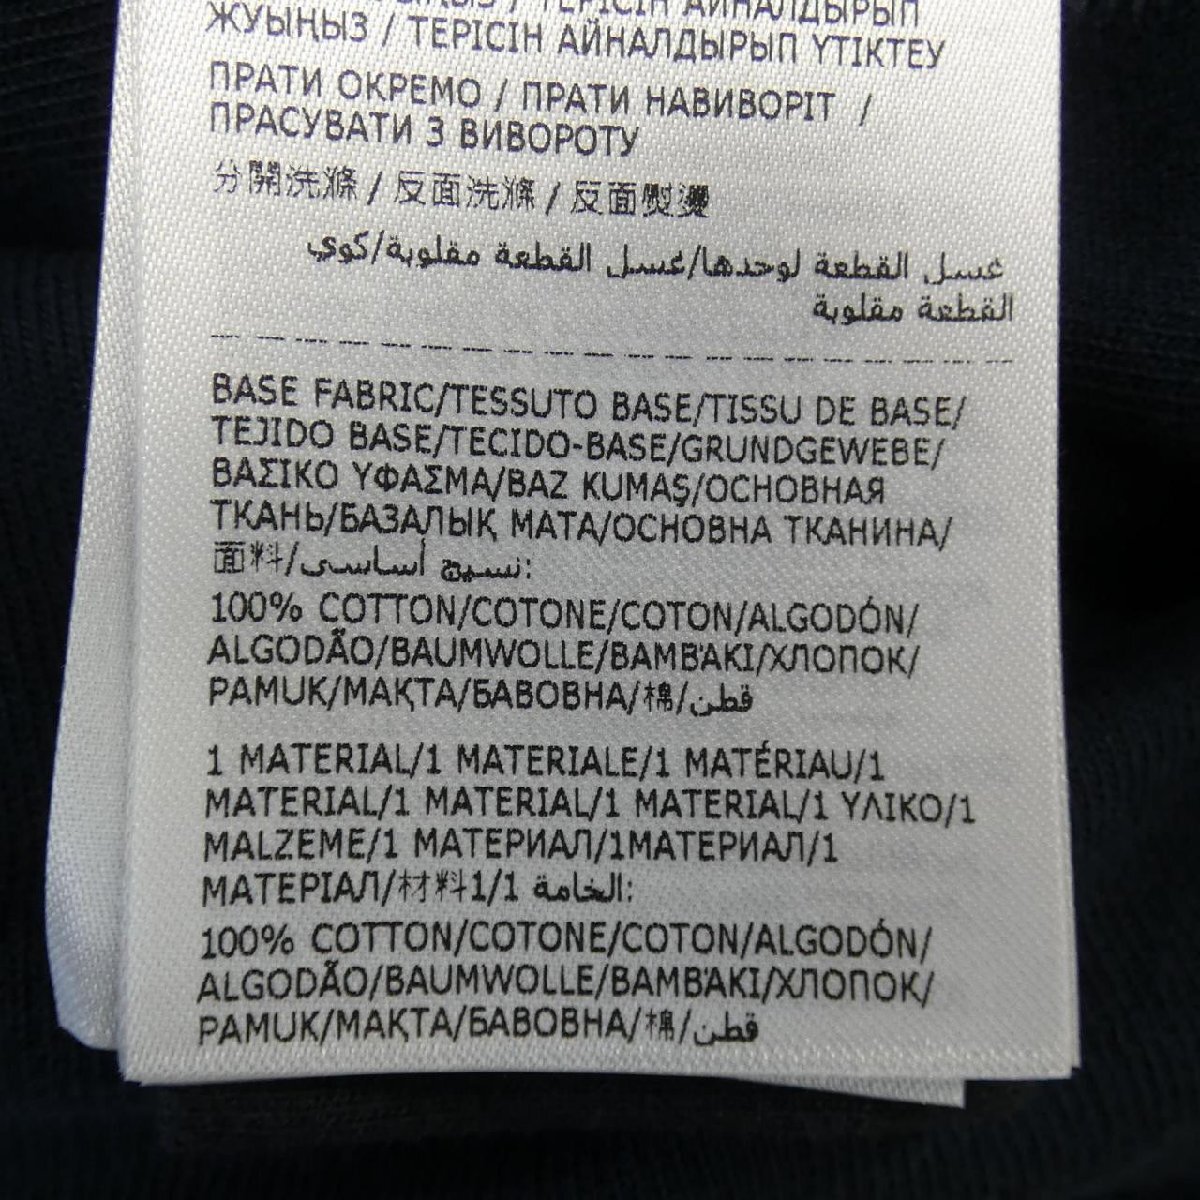 ТЕРІСІН АЙНАЛДЫРЫП
ЖУЫҢЫЗ / ТЕРІСІН АЙНАЛДЫРЫП ҮТІКТЕУ
ПРАТИ ОКРЕМО / ПРАТИ НАВИВОРІТ /
ПРАСУВАТИ З ВИВОРОТУ
分開洗滌 / 反面洗滌 / 反面熨燙
غسل القطعة لوحدها/غسل القطعة مقلوبة/كوي
القطعة مقلوبة
BASE FABRIC/TESSUTO BASE/TISSU DE BASE/
TEJIDO BASE/TECIDO-BASE/GRUNDGEWEBE/
ΒΑΣΙΚΟ ΥΦΑΣΜΑ/BAZ KUMAŞ/ОСНОВНАЯ
ТКАНЬ/БАЗАЛЫҚ МАТА/ОСНОВНА ТКАНИНА/
面料/نسيج أساسى:
100% COTTON/COTONE/COTON/ALGODÓN/
ALGODÃO/BAUMWOLLE/ΒΑΜΒΆΚΙ/ХЛОПОК/
PAMUK/МАҚТА/БАВОВНА/棉/قطن
1 MATERIAL/1 MATERIALE/1 MATÉRIAU/1
MATERIAL/1 MATERIAL/1 MATERIAL/1 ΥΛΙΚΟ/1
MALZEME/1 МАТЕРИАЛ/1МАТЕРИАЛ/1
МАТЕРІАЛ/材料1/1 الخامة:
100% COTTON/COTONE/COTON/ALGODÓN/
ALGODÃO/BAUMWOLLE/ΒΑΜΒΆΚΙ/ХЛОПОК/
PAMUK/МАҚТА/БАВОВНА/棉/قطن